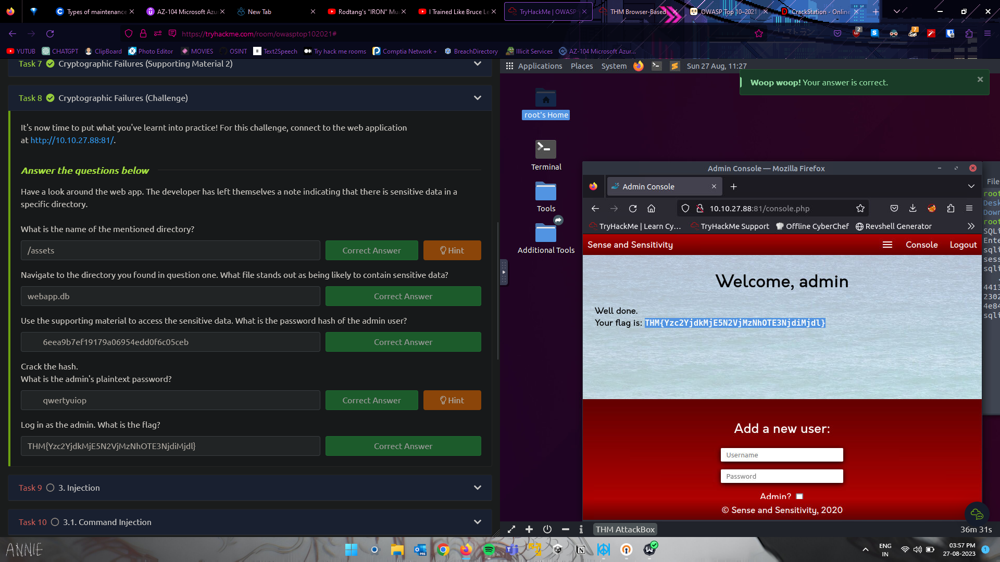 Types of maintenance
AZ-104 Microsoft Azu
New Tab
Rodtang's "IRON" Mu
I Trained Like Bruce Le
TryHackMe | OWASP
THM Browser-Based
OWASP Top 10–2021 |
CrackStation - Online
https://tryhackme.com/room/owasptop102021#
YUTUB
CHATGPT
ClipBoard
Photo Editor
MOVIES
OSINT
Text2Speech
Try hack me rooms
Comptia Network +
BreachDirectory
Illicit Services
AZ-104 Microsoft Azur...
Task 7 Cryptographic Failures (Supporting Material 2)
Task 8 Cryptographic Failures (Challenge)
It's now time to put what you've learnt into practice! For this challenge, connect to the web application
at http://10.10.27.88:81/.
Answer the questions below
Have a look around the web app. The developer has left themselves a note indicating that there is sensitive data in a
specific directory.
What is the name of the mentioned directory?
/assets
Correct Answer
Hint
Navigate to the directory you found in question one. What file stands out as being likely to contain sensitive data?
webapp.db
Correct Answer
Use the supporting material to access the sensitive data. What is the password hash of the admin user?
6eea9b7ef19179a06954edd0f6c05ceb
Correct Answer
Crack the hash.
What is the admin's plaintext password?
qwertyuiop
Correct Answer
Hint
Log in as the admin. What is the flag?
THM{Yzc2YjdkMjE5N2VjMzNhOTE3NjdiMjdl}
Correct Answer
Task 9 3. Injection
Task 10 3.1. Command Injection
Applications Places System Sun 27 Aug, 11:27
Woop woop! Your answer is correct.
root's Home
Terminal
Tools
Additional Tools
Admin Console — Mozilla Firefox
Admin Console
10.10.27.88:81/console.php
TryHackMe | Learn Cy...
TryHackMe Support
Offline CyberChef
Revshell Generator
Sense and Sensitivity
Console
Logout
Welcome, admin
Well done.
Your flag is: THM{Yzc2YjdkMjE5N2VjMzNhOTE3NjdiMjdl}
Add a new user:
Username
Password
Admin?
© Sense and Sensitivity, 2020
File
root
Desk
Down
root
SQLi
Ente
sqli
sess
sqli
4413
2302
4e84
sqli
THM AttackBox
36m 31s
ANNIE
ENG
IN
03:57 PM
27-08-2023